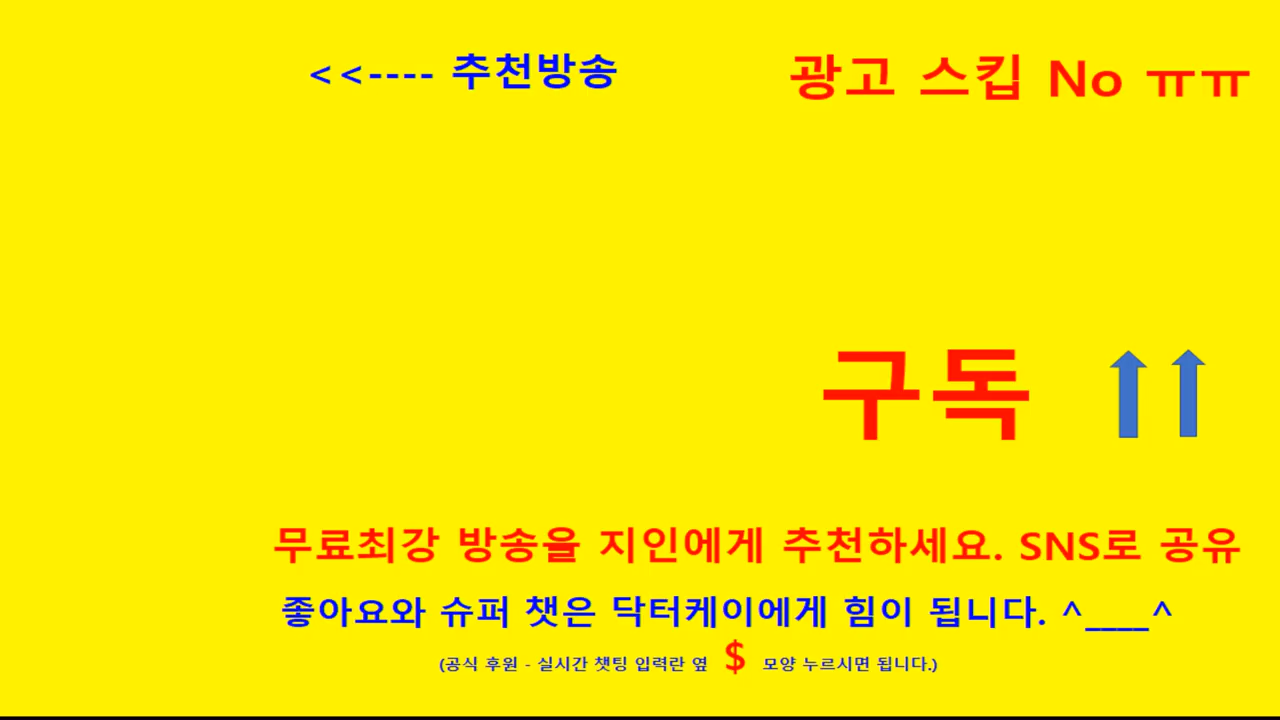 <<---- 추천방송
광고 스킵 No ㅠㅠ
구독
무료최강 방송을 지인에게 추천하세요. SNS로 공유
좋아요와 슈퍼 챗은 닥터케이에게 힘이 됩니다. ^____^
(공식 후원 - 실시간 챗팅 입력란 옆 $ 모양 누르시면 됩니다.)